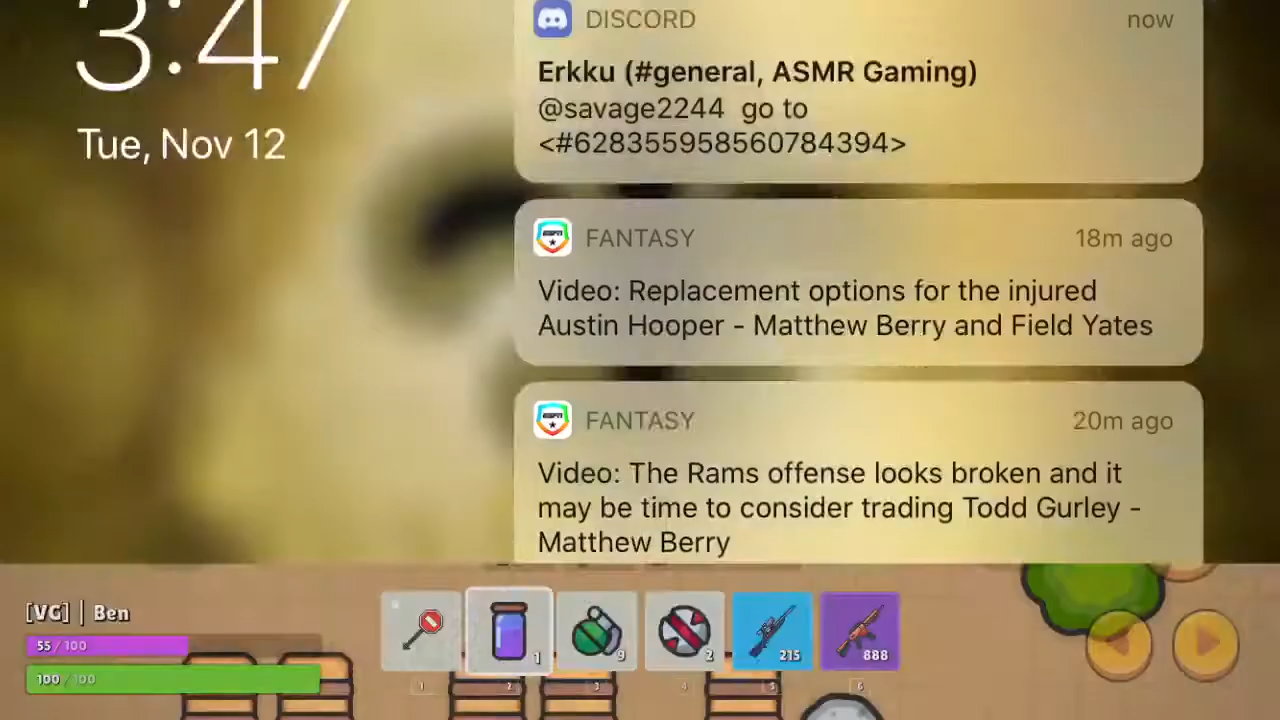 3:47
Tue, Nov 12
DISCORD
now
Erkku (#general, ASMR Gaming)
@savage2244 go to
<#628355958560784394>
FANTASY
18m ago
Video: Replacement options for the injured
Austin Hooper - Matthew Berry and Field Yates
FANTASY
20m ago
Video: The Rams offense looks broken and it
may be time to consider trading Todd Gurley -
Matthew Berry
[VG] | Ben
55 / 100
100 / 100
1
9
2
215
888
1
2
3
4
5
6